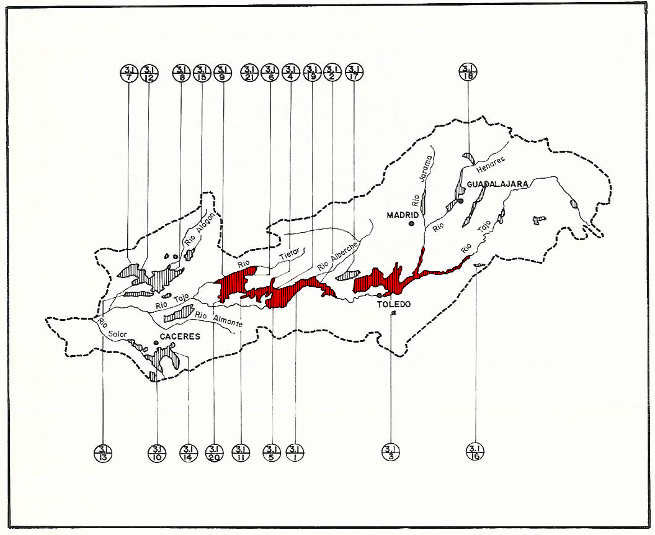 3.1 7
3.1 12
3.1 8
3.1 15
3.1 9
3.1 21
3.1 6
3.1 4
3.1 19
3.1 2
3.1 17
3.1 18
Rio Jarama
Henares
GUADALAJARA
MADRID
Rio
Rio Tajo
Rio Alagon
Rio Tietar
Rio Alberche
TOLEDO
Rio Tajo
Rio Almonte
Rio Salor
CACERES
3.1 13
3.1 10
3.1 14
3.1 20
3.1 11
3.1 5
3.1 1
3.1 3
3.1 16